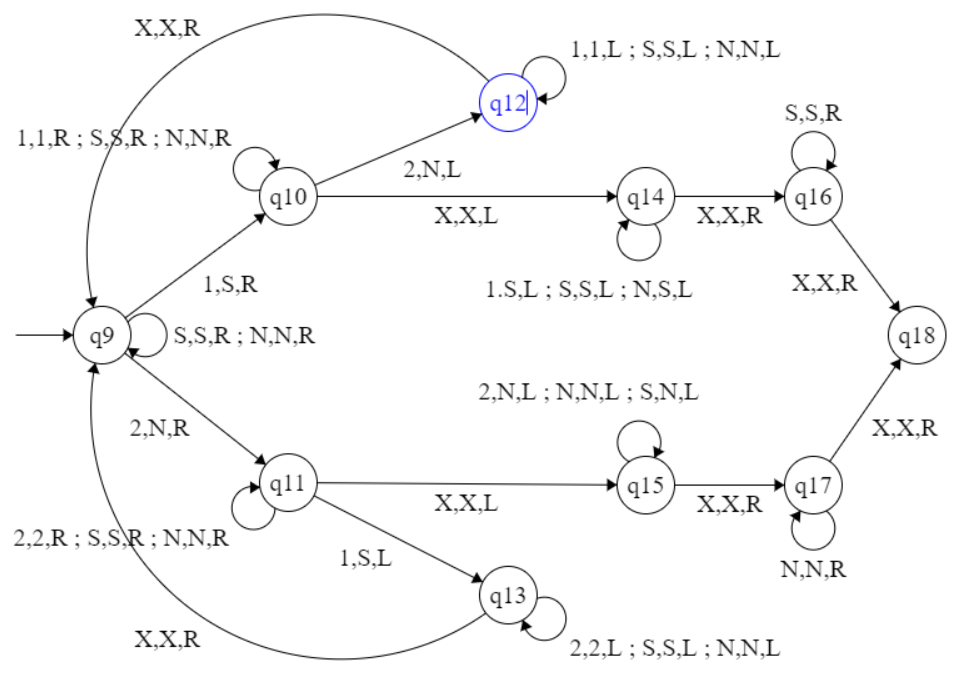 X,X,R
1,1,L ; S,S,L ; N,N,L
q12
S,S,R
1,1,R ; S,S,R ; N,N,R
2,N,L
q10
q14
q16
X,X,L
X,X,R
1,S,R
1.S,L ; S,S,L ; N,S,L
X,X,R
q9
S,S,R ; N,N,R
q18
2,N,L ; N,N,L ; S,N,L
2,N,R
X,X,R
q11
q15
q17
X,X,L
X,X,R
2,2,R ; S,S,R ; N,N,R
1,S,L
N,N,R
q13
X,X,R
2,2,L ; S,S,L ; N,N,L